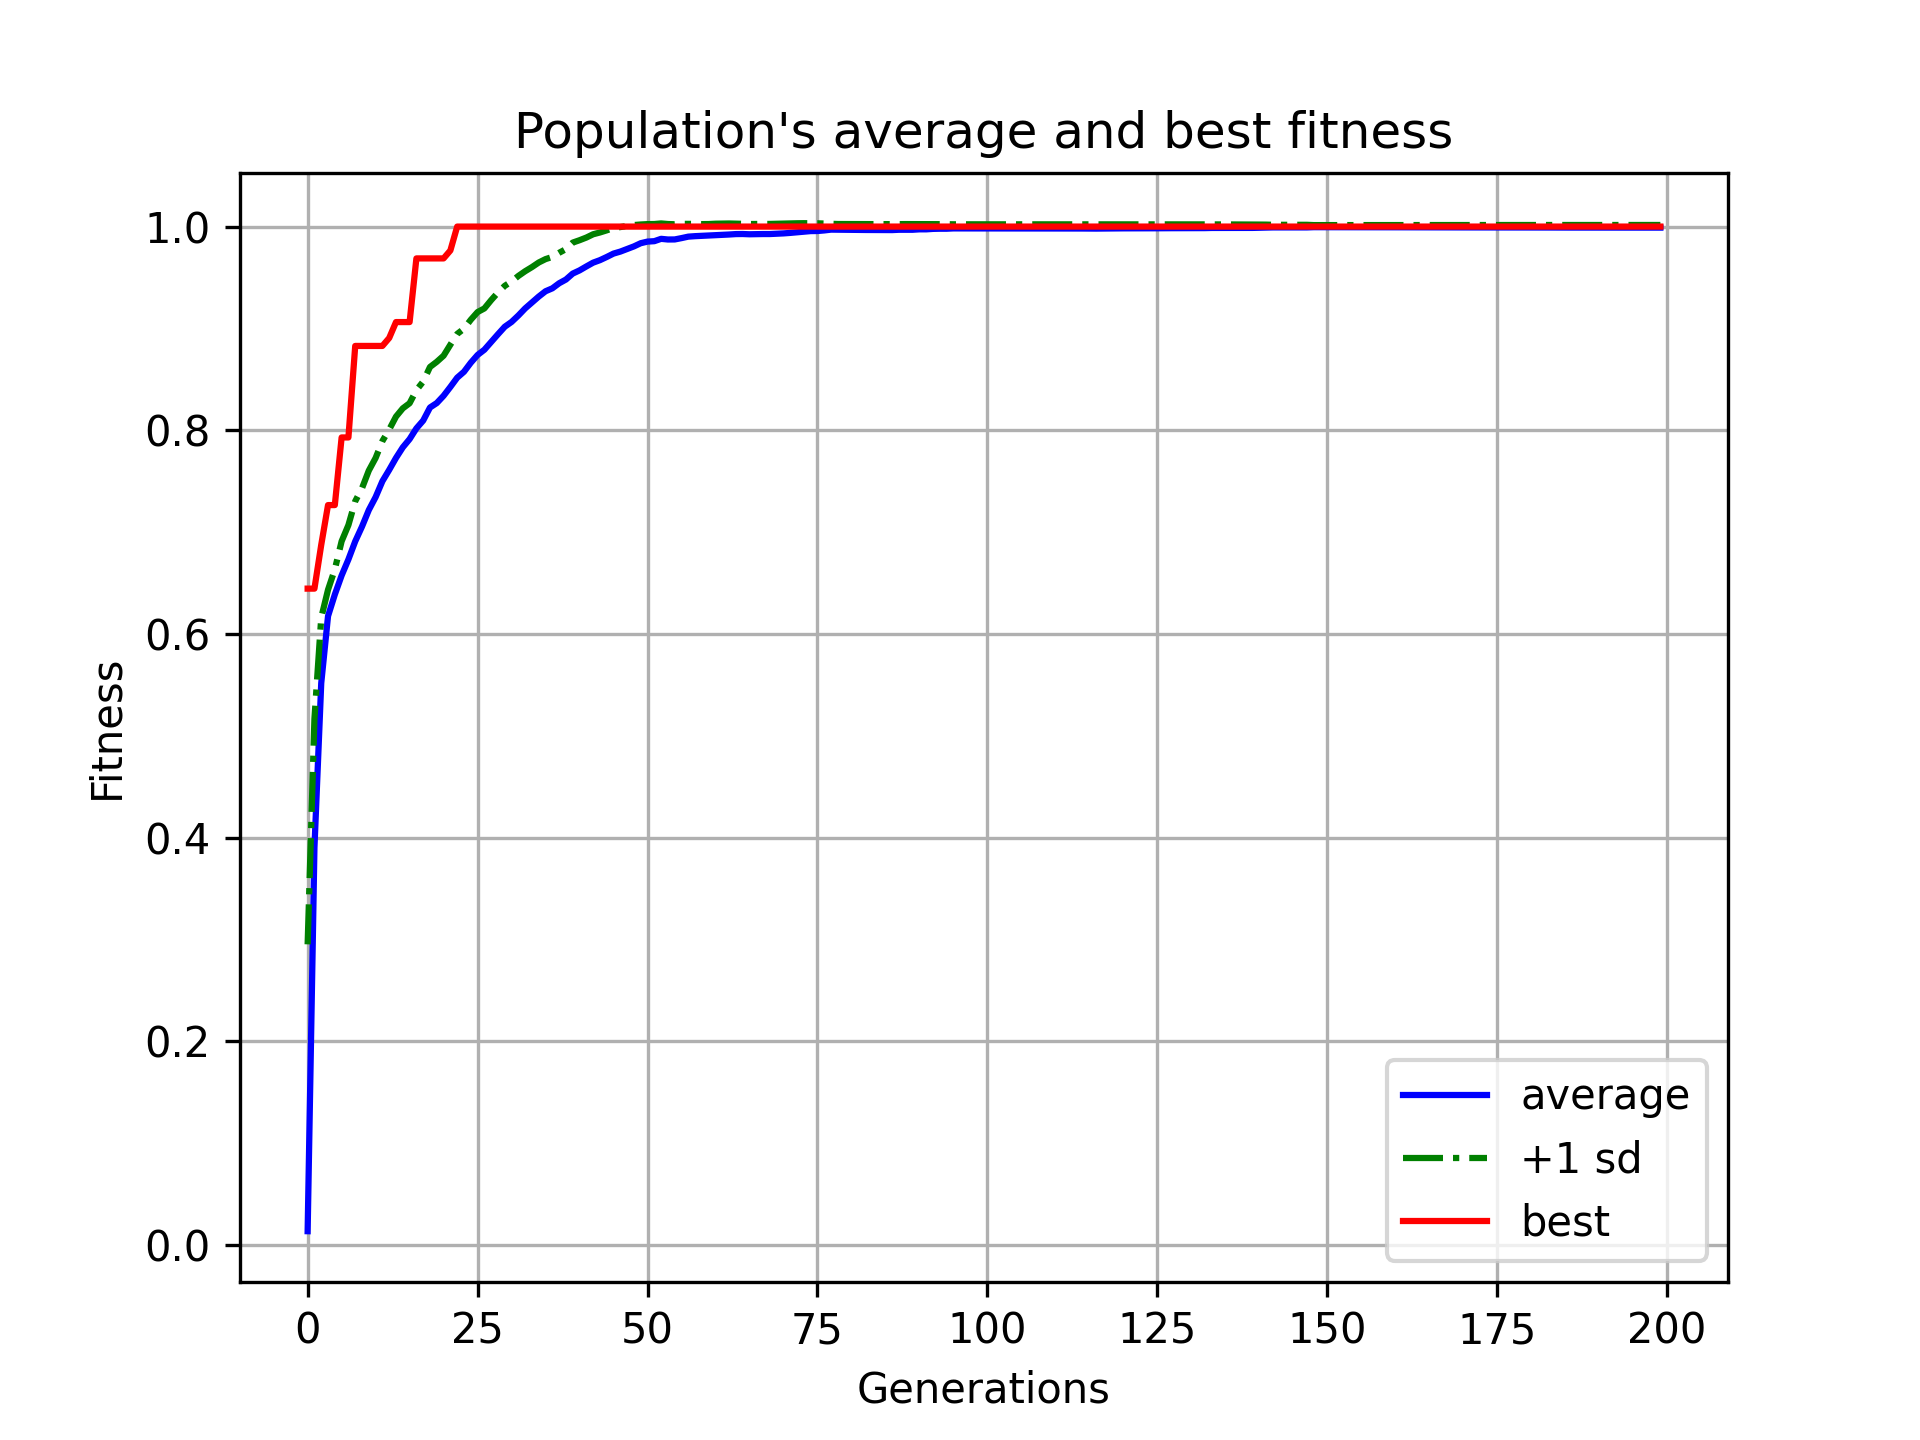 Population's average and best fitness
1.0
0.8
0.6
0.4
0.2
0.0
Fitness
0 25 50 75 100 125 150 175 200
Generations
average
+1 sd
best